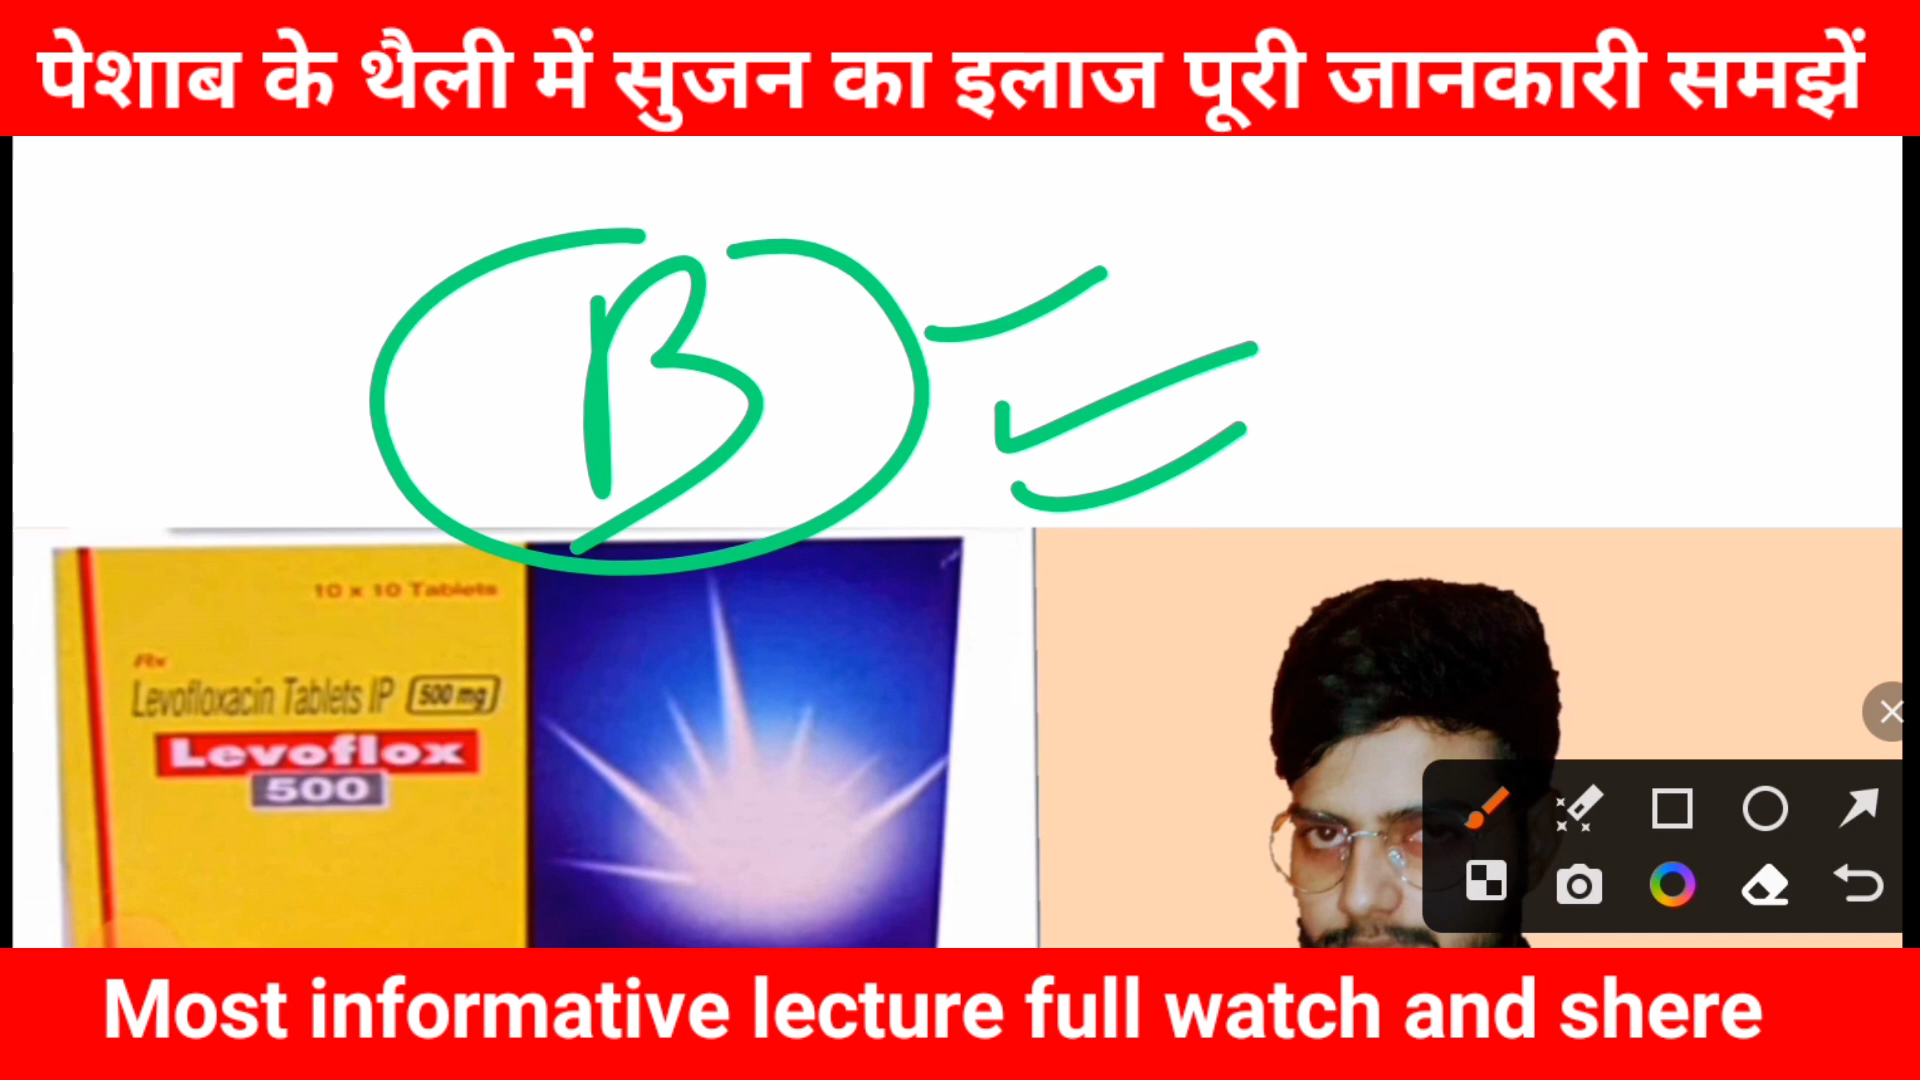 पेशाब के थैली में सुजन का इलाज पूरी जानकारी समझें
B
10 x 10 Tablets
Rx
Levofloxacin Tablets IP 500 mg
Levoflox
500
Most informative lecture full watch and shere